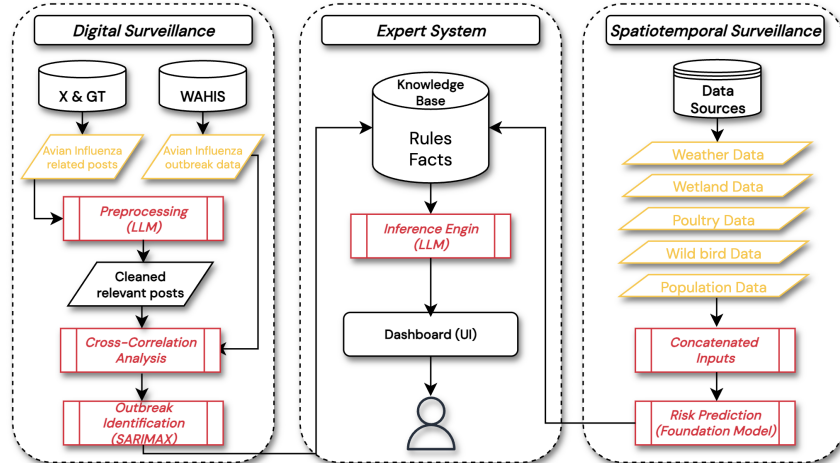 Digital Surveillance
X & GT
WAHIS
Avian Influenza
related posts
Avian Influenza
outbreak data
Preprocessing
(LLM)
Cleaned
relevant posts
Cross-Correlation
Analysis
Outbreak
Identification
(SARIMAX)
Expert System
Knowledge
Base
Rules
Facts
Inference Engin
(LLM)
Dashboard (UI)
Spatiotemporal Surveillance
Data
Sources
Weather Data
Wetland Data
Poultry Data
Wild bird Data
Population Data
Concatenated
Inputs
Risk Prediction
(Foundation Model)